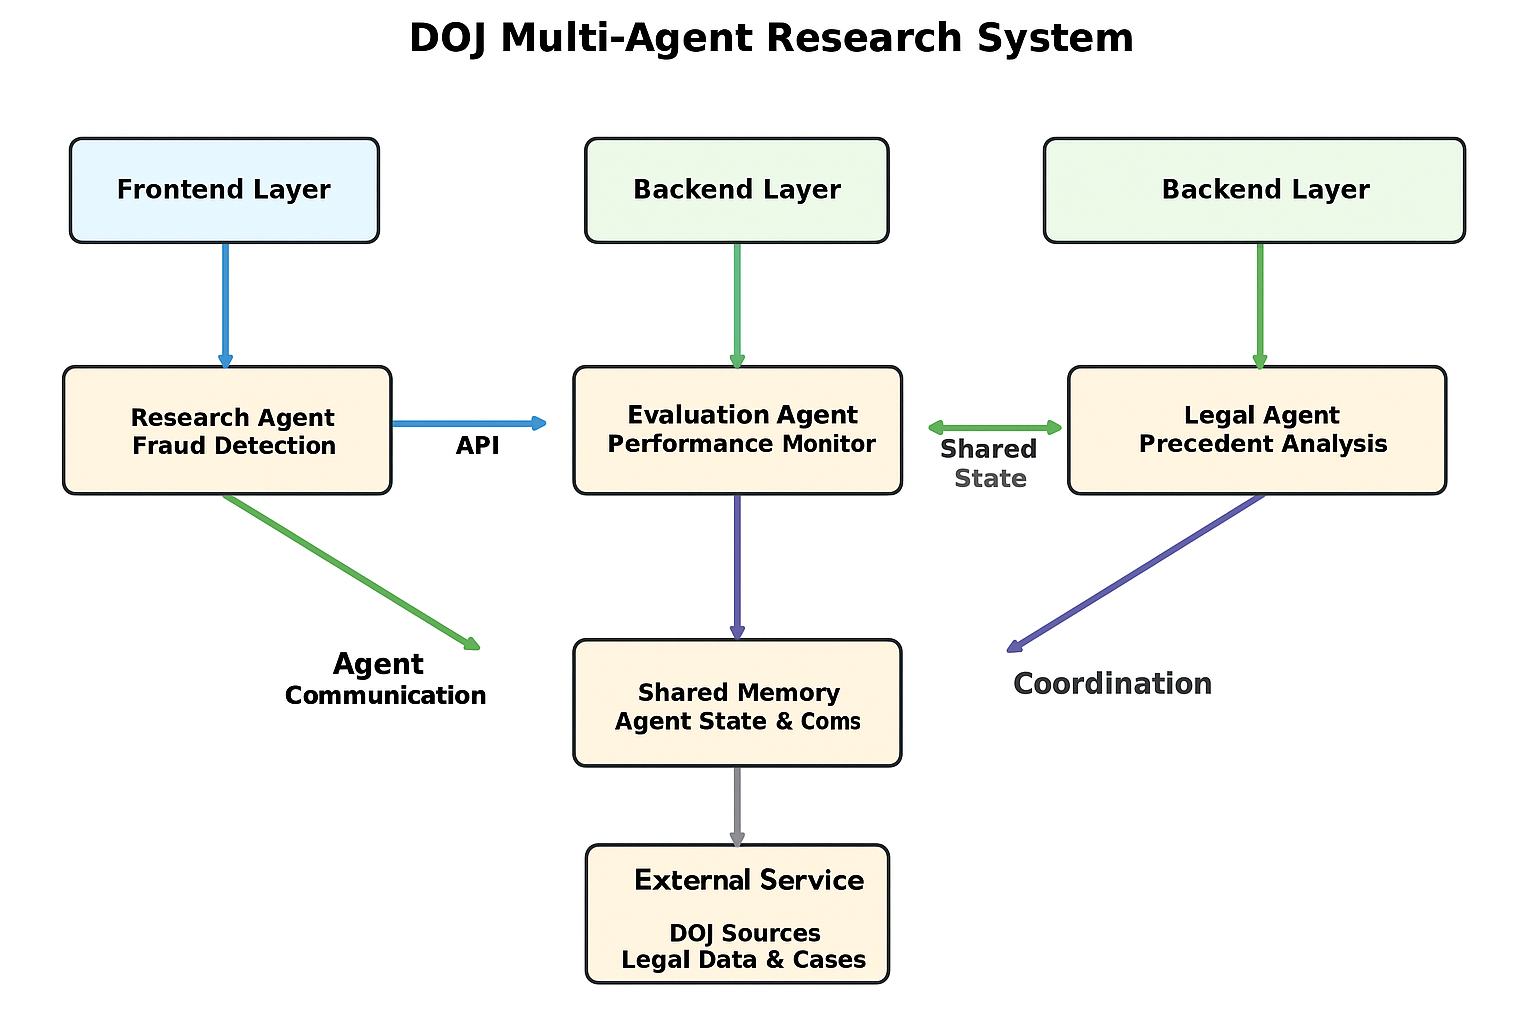 DOJ Multi-Agent Research System
Frontend Layer
Backend Layer
Backend Layer
Research Agent
Fraud Detection
API
Evaluation Agent
Performance Monitor
Shared
State
Legal Agent
Precedent Analysis
Agent
Communication
Shared Memory
Agent State & Coms
Coordination
External Service
DOJ Sources
Legal Data & Cases